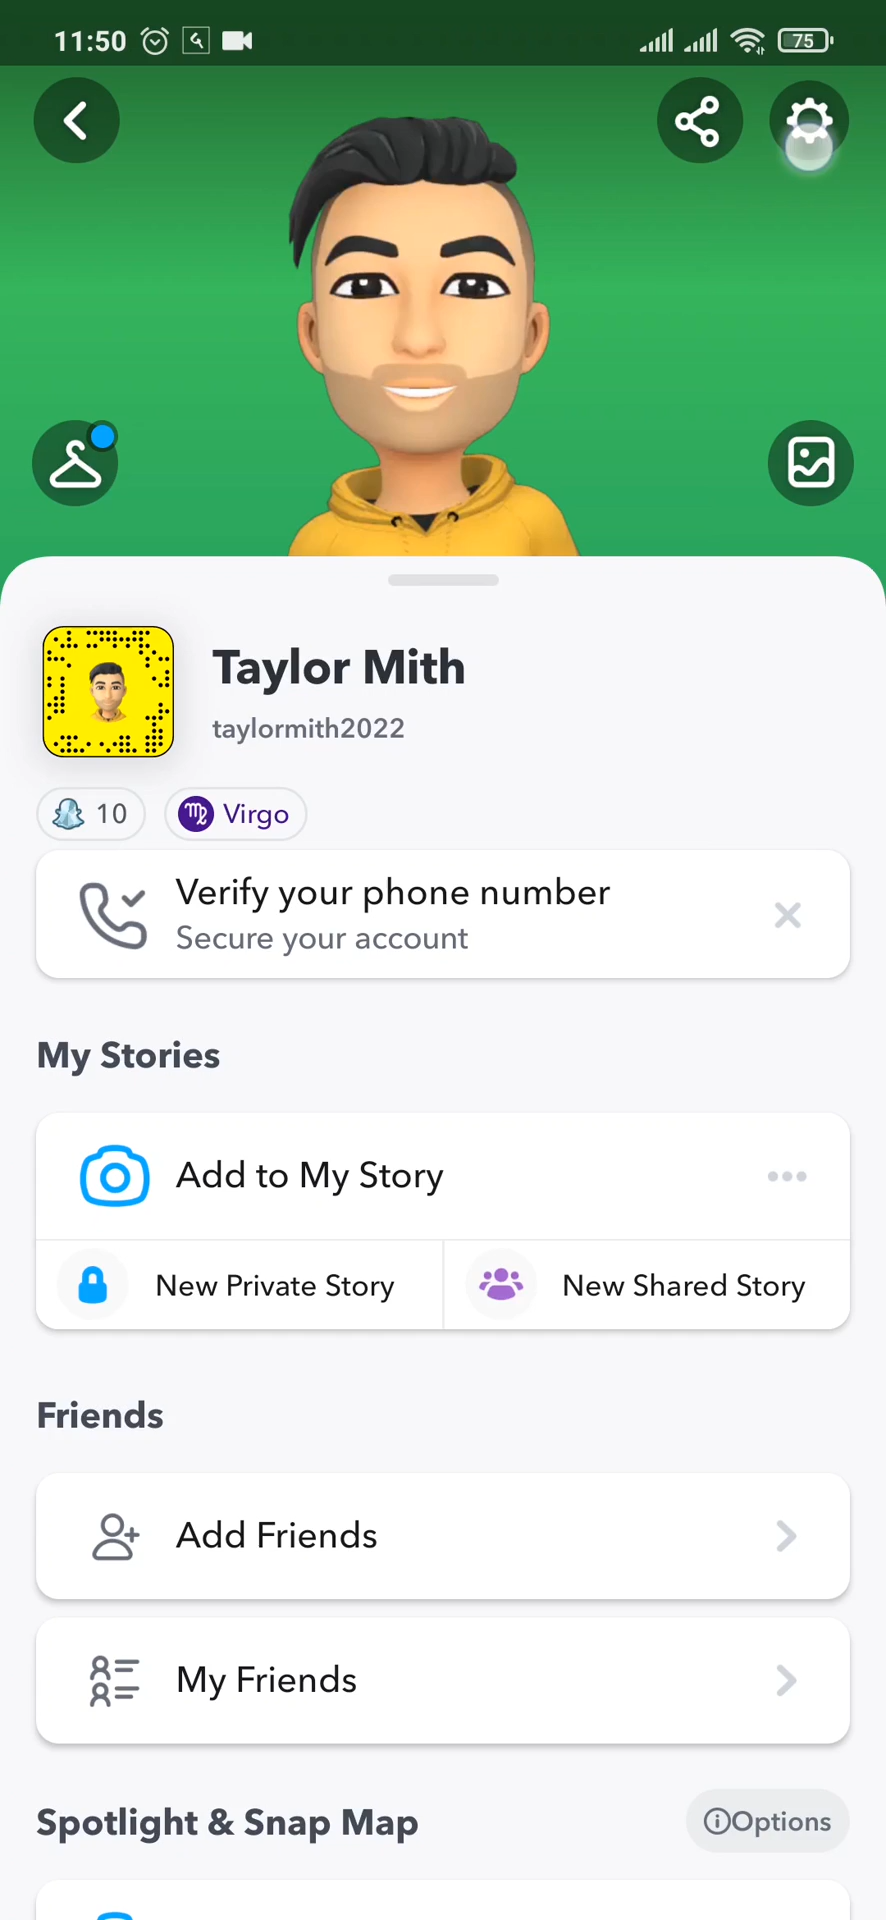 11:50
75
Taylor Mith
taylormith2022
10
Virgo
Verify your phone number
Secure your account
My Stories
Add to My Story
New Private Story
New Shared Story
Friends
Add Friends
My Friends
Spotlight & Snap Map
Options